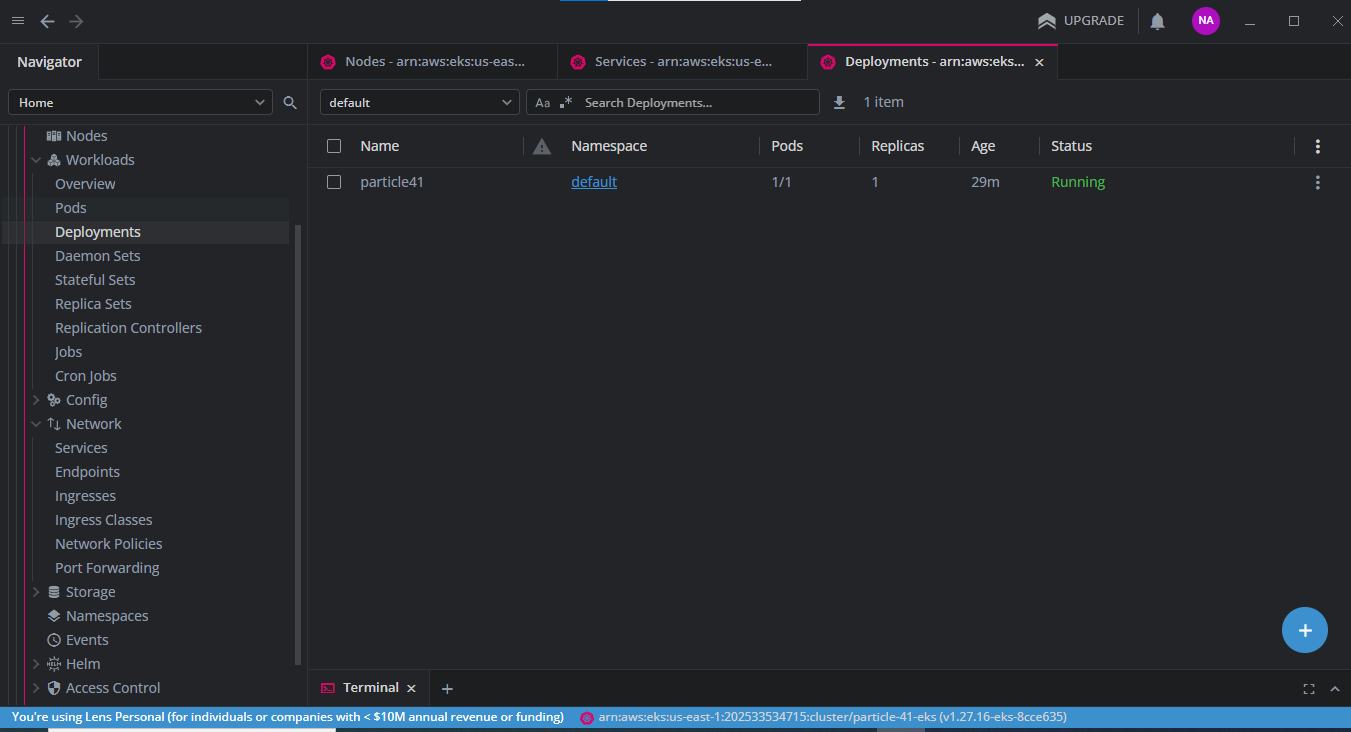 UPGRADE NA
Navigator
Nodes - arn:aws:eks:us-eas...
Services - arn:aws:eks:us-e...
Deployments - arn:aws:eks...
Home
default
Aa .* Search Deployments...
1 item
Nodes
Workloads
Overview
Pods
Deployments
Daemon Sets
Stateful Sets
Replica Sets
Replication Controllers
Jobs
Cron Jobs
Config
Network
Services
Endpoints
Ingresses
Ingress Classes
Network Policies
Port Forwarding
Storage
Namespaces
Events
Helm
Access Control
Name Namespace Pods Replicas Age Status
particle41 default 1/1 1 29m Running
Terminal
You're using Lens Personal (for individuals or companies with < $10M annual revenue or funding) arn:aws:eks:us-east-1:202533534715:cluster/particle-41-eks (v1.27.16-eks-8cce635)